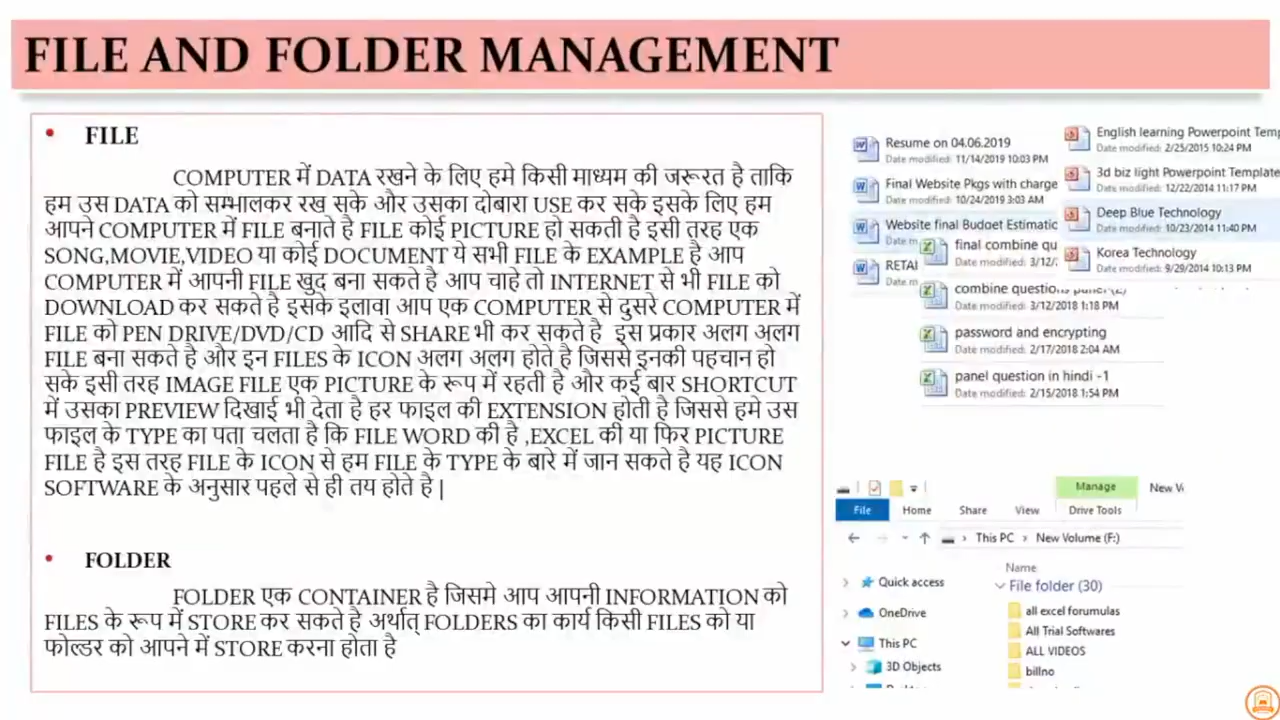 FILE AND FOLDER MANAGEMENT
• FILE
COMPUTER में DATA रखने के लिए हमे किसी माध्यम की जरूरत है ताकि
हम उस DATA को सम्भालकर रख सके और उसका दोबारा USE कर सके इसके लिए हम
आपने COMPUTER में FILE बनाते है FILE कोई PICTURE हो सकती है इसी तरह एक
SONG,MOVIE,VIDEO या कोई DOCUMENT ये सभी FILE के EXAMPLE है आप
COMPUTER में आपनी FILE खुद बना सकते है आप चाहे तो INTERNET से भी FILE को
DOWNLOAD कर सकते है इसके इलावा आप एक COMPUTER से दुसरे COMPUTER में
FILE को PEN DRIVE/DVD/CD आदि से SHARE भी कर सकते है इस प्रकार अलग अलग
FILE बना सकते है और इन FILES के ICON अलग अलग होते है जिससे इनकी पहचान हो
सके इसी तरह IMAGE FILE एक PICTURE के रूप में रहती है और कई बार SHORTCUT
में उसका PREVIEW दिखाई भी देता है हर फाइल की EXTENSION होती है जिससे हमे उस
फाइल के TYPE का पता चलता है कि FILE WORD की है ,EXCEL की या फिर PICTURE
FILE है इस तरह FILE के ICON से हम FILE के TYPE के बारे में जान सकते है यह ICON
SOFTWARE के अनुसार पहले से ही तय होते है |
• FOLDER
FOLDER एक CONTAINER है जिसमे आप आपनी INFORMATION को
FILES के रूप में STORE कर सकते है अर्थात् FOLDERS का कार्य किसी FILES को या
फोल्डर को आपने में STORE करना होता है
Resume on 04.06.2019
Date modified: 11/14/2019 10:03 PM
Final Website Pkgs with charge
Date modified: 10/24/2019 3:03 AM
Website final Budget Estimatic
Date m
RETAI
Date m
English learning Powerpoint Temp
Date modified: 2/25/2015 10:24 PM
3d biz light Powerpoint Template
Date modified: 12/22/2014 11:17 PM
Deep Blue Technology
Date modified: 10/23/2014 11:40 PM
Korea Technology
Date modified: 9/29/2014 10:13 PM
final combine qu
Date modified: 3/12/
combine question panel (2)
Date modified: 3/12/2018 1:18 PM
password and encrypting
Date modified: 2/17/2018 2:04 AM
panel question in hindi -1
Date modified: 2/15/2018 1:54 PM
Manage New V
File Home Share View Drive Tools
This PC › New Volume (F:)
Name
Quick access
OneDrive
This PC
3D Objects
File folder (30)
all excel forumulas
All Trial Softwares
ALL VIDEOS
billno